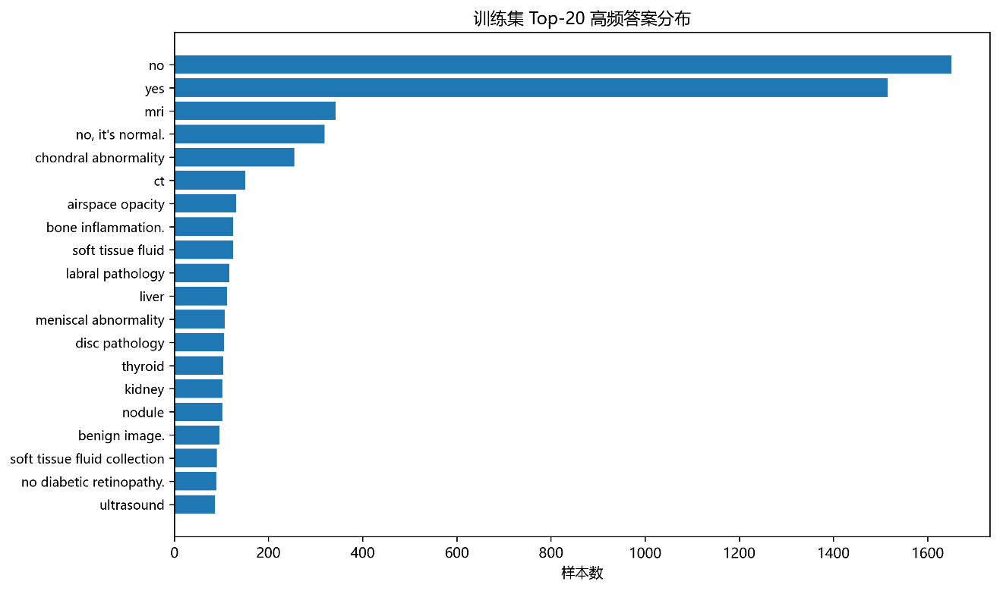 训练集 Top-20 高频答案分布
no
yes
mri
no, it's normal.
chondral abnormality
ct
airspace opacity
bone inflammation.
soft tissue fluid
labral pathology
liver
meniscal abnormality
disc pathology
thyroid
kidney
nodule
benign image.
soft tissue fluid collection
no diabetic retinopathy.
ultrasound
0 200 400 600 800 1000 1200 1400 1600
样本数